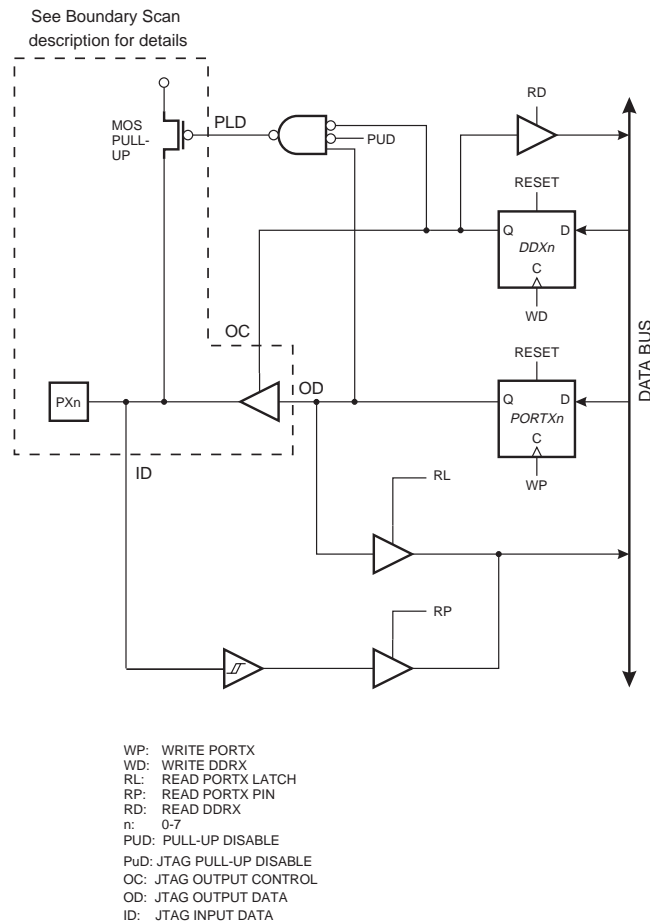 See Boundary Scan
description for details
RD
MOS
PULL-
UP
PLD
PUD
RESET
Q D
DDXn
C
WD
OC
RESET
PXn
OD
Q D
PORTXn
C
WP
DATA BUS
ID
RL
RP
WP: WRITE PORTX
WD: WRITE DDRX
RL: READ PORTX LATCH
RP: READ PORTX PIN
RD: READ DDRX
n: 0-7
PUD: PULL-UP DISABLE
PuD: JTAG PULL-UP DISABLE
OC: JTAG OUTPUT CONTROL
OD: JTAG OUTPUT DATA
ID: JTAG INPUT DATA